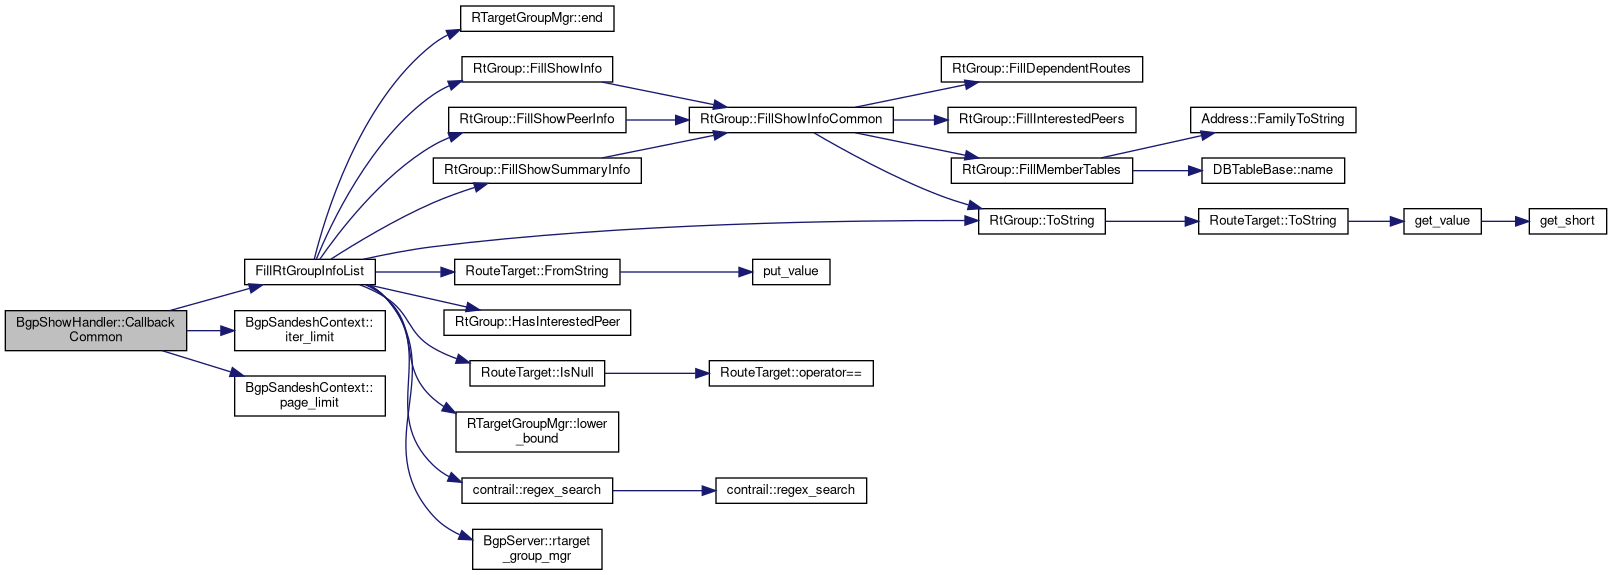 RTargetGroupMgr::end
RtGroup::FillShowInfo
RtGroup::FillDependentRoutes
RtGroup::FillShowPeerInfo
RtGroup::FillShowInfoCommon
RtGroup::FillInterestedPeers
Address::FamilyToString
RtGroup::FillShowSummaryInfo
RtGroup::FillMemberTables
DBTableBase::name
RtGroup::ToString
RouteTarget::ToString
get_value
get_short
FillRtGroupInfoList
RouteTarget::FromString
put_value
BgpShowHandler::Callback
Common
BgpSandeshContext::
iter_limit
RtGroup::HasInterestedPeer
BgpSandeshContext::
page_limit
RouteTarget::IsNull
RouteTarget::operator==
RTargetGroupMgr::lower
_bound
contrail::regex_search
contrail::regex_search
BgpServer::rtarget
_group_mgr